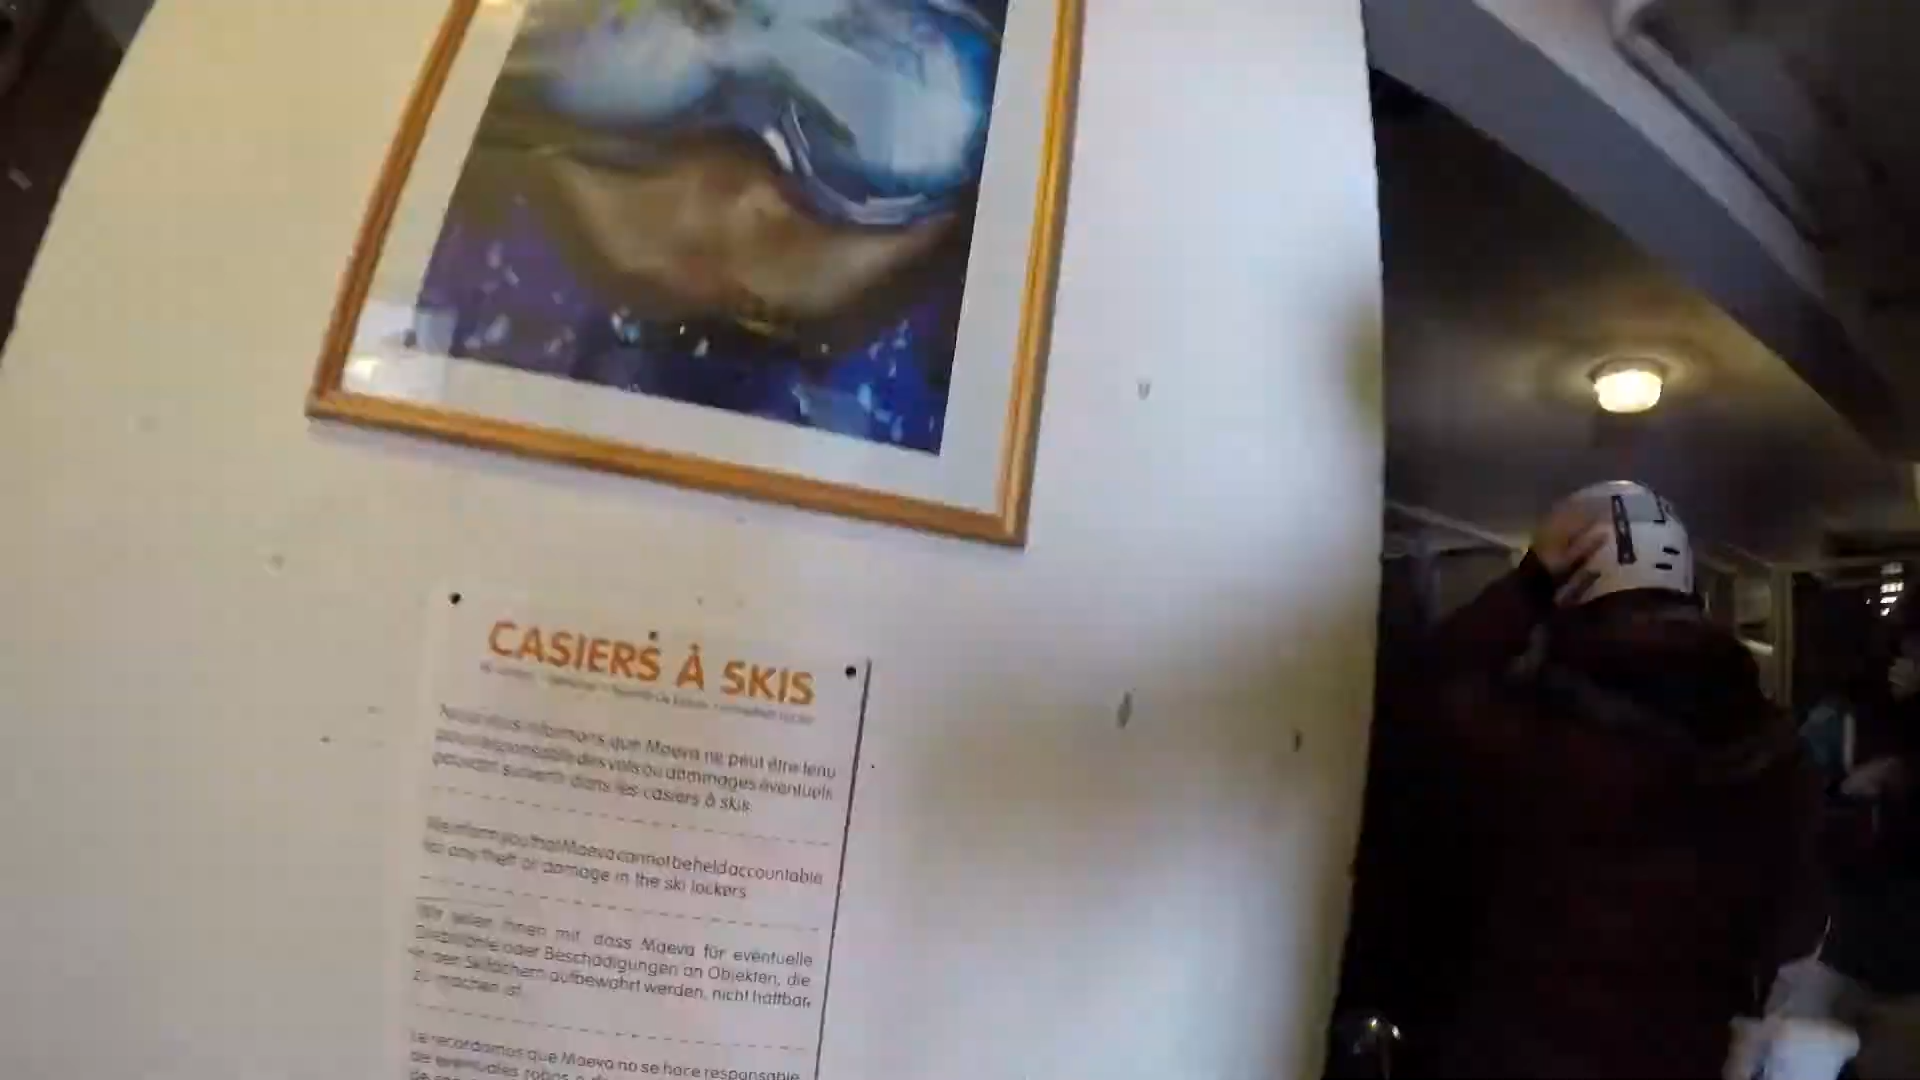 CASIERS À SKIS
Nous vous informons que Maeva ne peut être tenu
pour responsable des vols ou dommages éventuels
pouvant survenir dans les casiers à skis.
We inform you that Maeva cannot be held accountable
for any theft or damage in the ski lockers.
Wir teilen Ihnen mit, dass Maeva für eventuelle
Diebstähle oder Beschädigungen an Objekten, die
in den Skifächern aufbewahrt werden, nicht haftbar
zu machen ist.
Le recordamos que Maeva no se hace responsable
de eventuales robos o